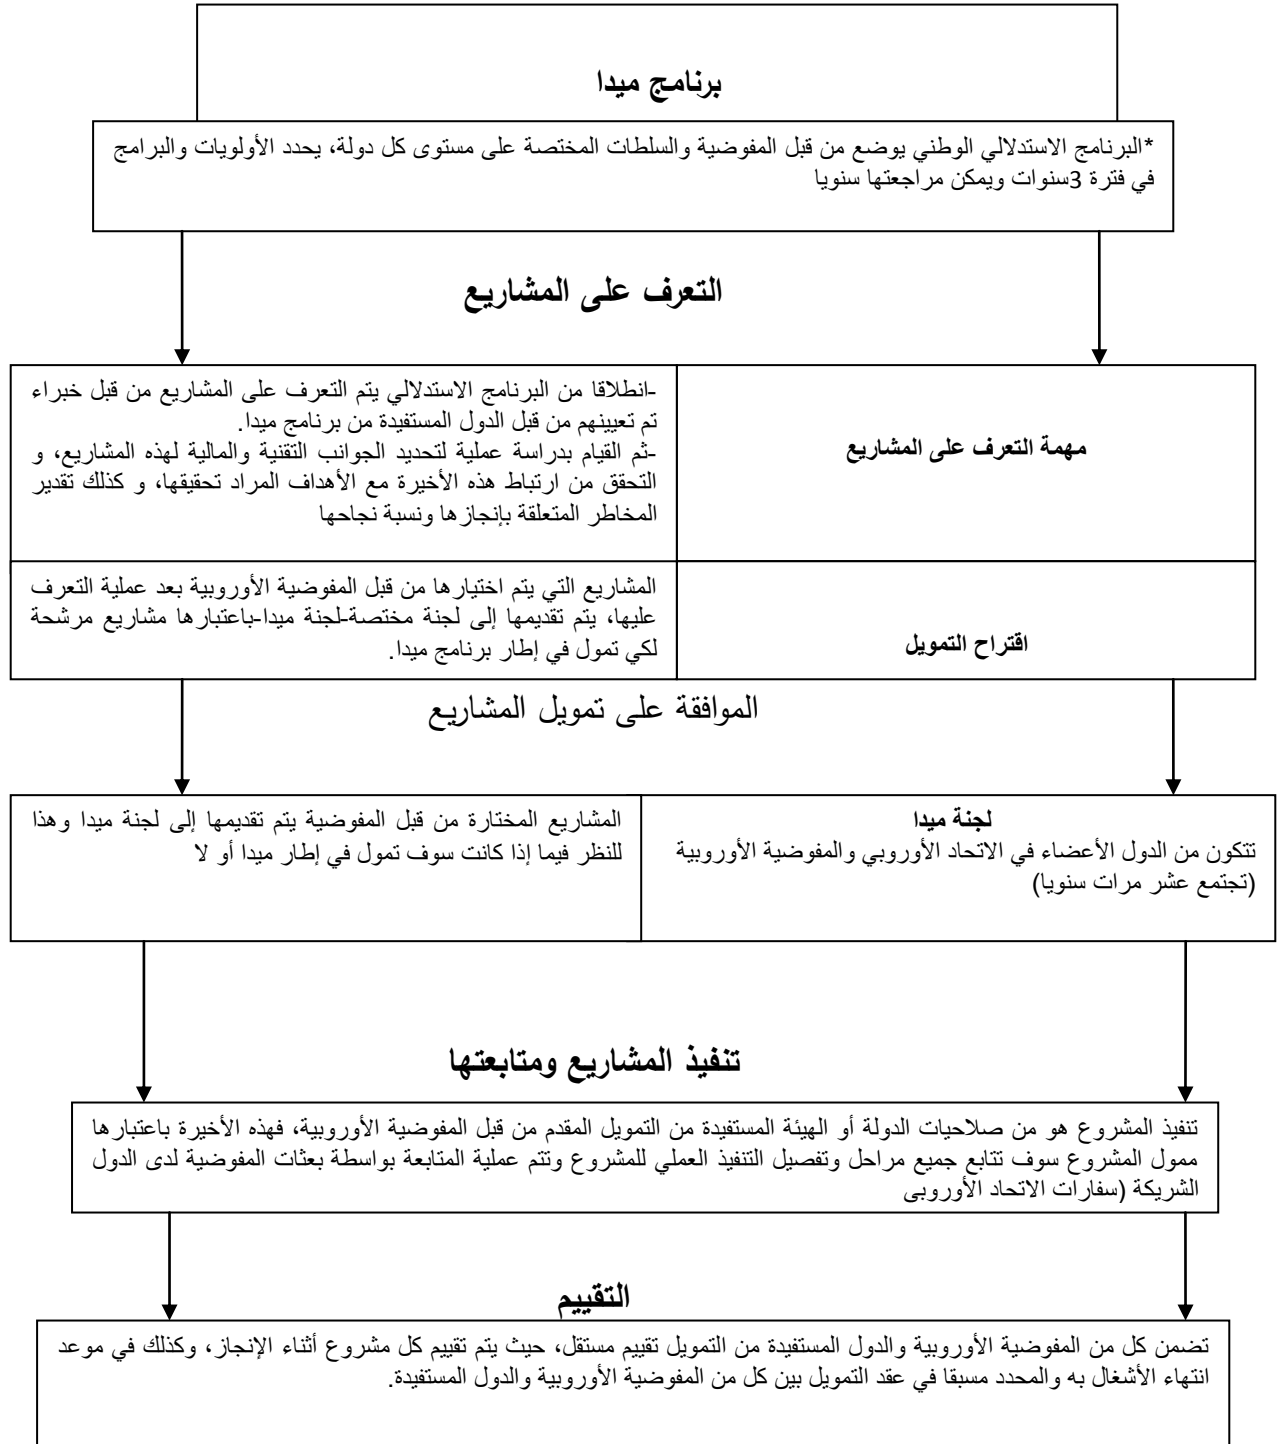 برنامج ميدا
*البرنامج الاستدلالي الوطني يوضع من قبل المفوضية والسلطات المختصة على مستوى كل دولة، يحدد الأولويات والبرامج
في فترة 3سنوات ويمكن مراجعتها سنويا
التعرف على المشاريع
مهمة التعرف على المشاريع
-انطلاقا من البرنامج الاستدلالي يتم التعرف على المشاريع من قبل خبراء
تم تعيينهم من قبل الدول المستفيدة من برنامج ميدا.
-ثم القيام بدراسة عملية لتحديد الجوانب التقنية والمالية لهذه المشاريع، و
التحقق من ارتباط هذه الأخيرة مع الأهداف المراد تحقيقها، و كذلك تقدير
المخاطر المتعلقة بإنجازها ونسبة نجاحها
اقتراح التمويل
المشاريع التي يتم اختيارها من قبل المفوضية الأوروبية بعد عملية التعرف
عليها، يتم تقديمها إلى لجنة مختصة-لجنة ميدا-باعتبارها مشاريع مرشحة
لكي تمول في إطار برنامج ميدا.
الموافقة على تمويل المشاريع
لجنة ميدا
تتكون من الدول الأعضاء في الاتحاد الأوروبي والمفوضية الأوروبية
(تجتمع عشر مرات سنويا)
المشاريع المختارة من قبل المفوضية يتم تقديمها إلى لجنة ميدا وهذا
للنظر فيما إذا كانت سوف تمول في إطار ميدا أو لا
تنفيذ المشاريع ومتابعتها
تنفيذ المشروع هو من صلاحيات الدولة أو الهيئة المستفيدة من التمويل المقدم من قبل المفوضية الأوروبية، فهذه الأخيرة باعتبارها
ممول المشروع سوف تتابع جميع مراحل وتفصيل التنفيذ العملي للمشروع وتتم عملية المتابعة بواسطة بعثات المفوضية لدى الدول
الشريكة (سفارات الاتحاد الأوروبي
التقييم
تضمن كل من المفوضية الأوروبية والدول المستفيدة من التمويل تقييم مستقل، حيث يتم تقييم كل مشروع أثناء الإنجاز، وكذلك في موعد
انتهاء الأشغال به والمحدد مسبقا في عقد التمويل بين كل من المفوضية الأوروبية والدول المستفيدة.